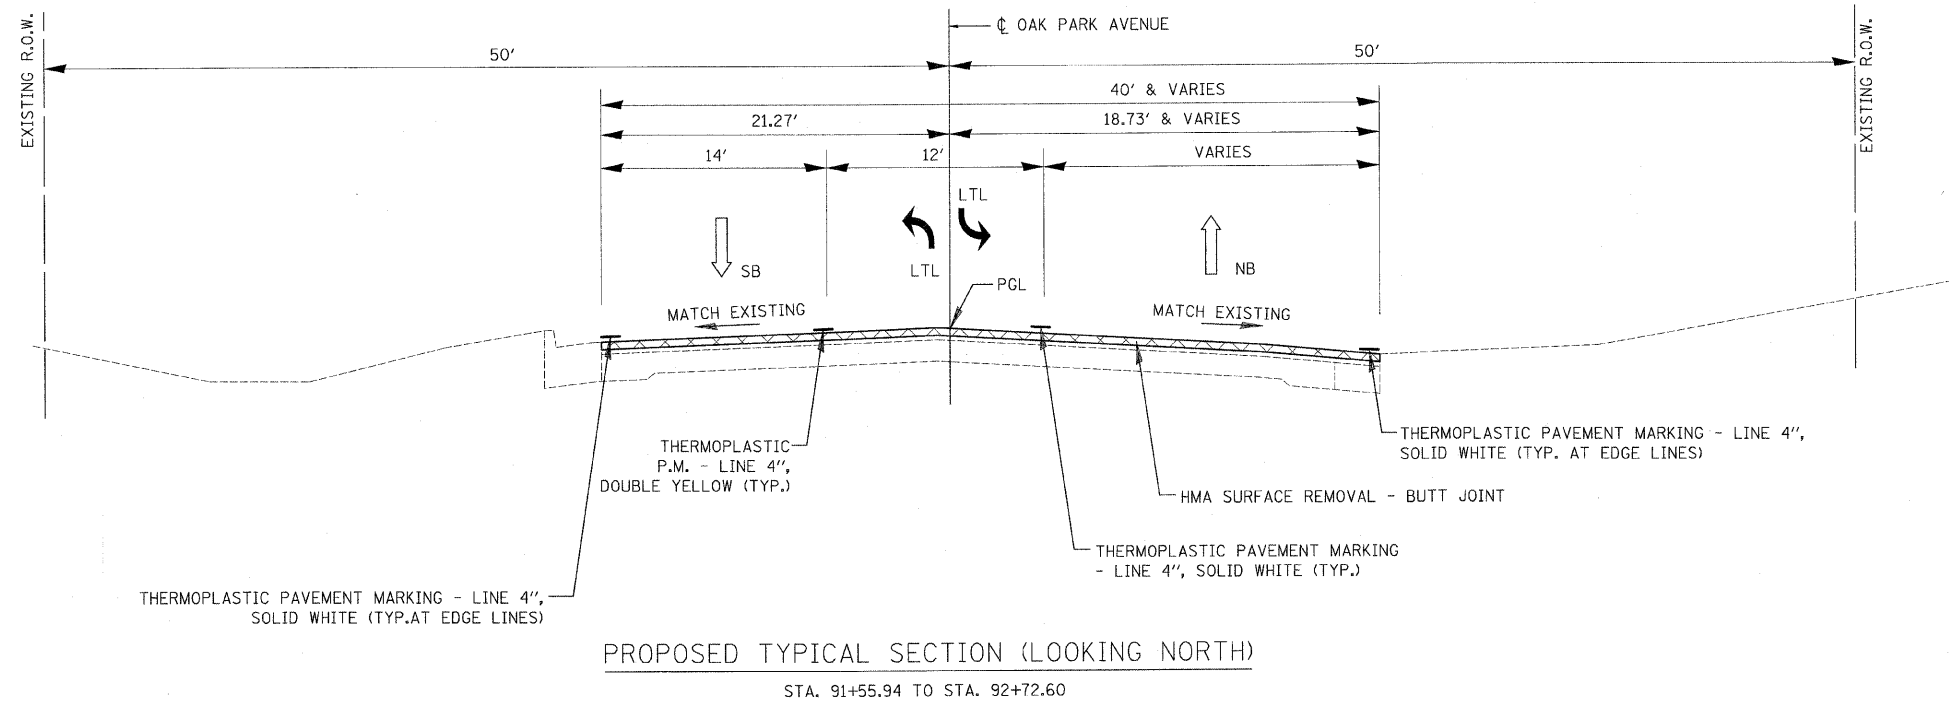 EXISTING R.O.W.
℄ OAK PARK AVENUE
50'
50'
EXISTING R.O.W.
40' & VARIES
21.27'
18.73' & VARIES
14'
12'
VARIES
LTL
LTL
SB
NB
PGL
MATCH EXISTING
MATCH EXISTING
THERMOPLASTIC
P.M. - LINE 4",
DOUBLE YELLOW (TYP.)
THERMOPLASTIC PAVEMENT MARKING - LINE 4",
SOLID WHITE (TYP. AT EDGE LINES)
HMA SURFACE REMOVAL - BUTT JOINT
THERMOPLASTIC PAVEMENT MARKING
- LINE 4", SOLID WHITE (TYP.)
THERMOPLASTIC PAVEMENT MARKING - LINE 4",
SOLID WHITE (TYP.AT EDGE LINES)
PROPOSED TYPICAL SECTION (LOOKING NORTH)
STA. 91+55.94 TO STA. 92+72.60